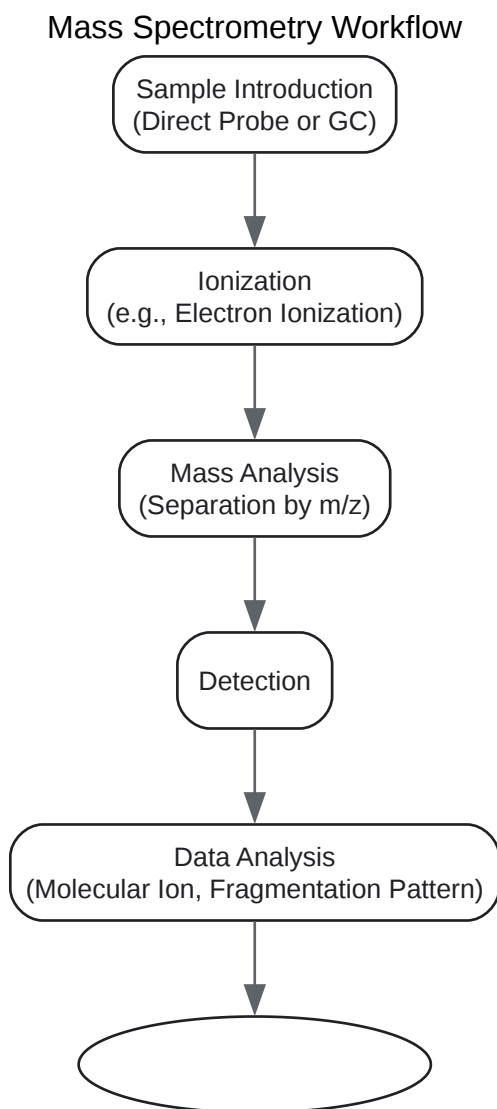 Mass Spectrometry Workflow
Sample Introduction
(Direct Probe or GC)
Ionization
(e.g., Electron Ionization)
Mass Analysis
(Separation by m/z)
Detection
Data Analysis
(Molecular Ion, Fragmentation Pattern)